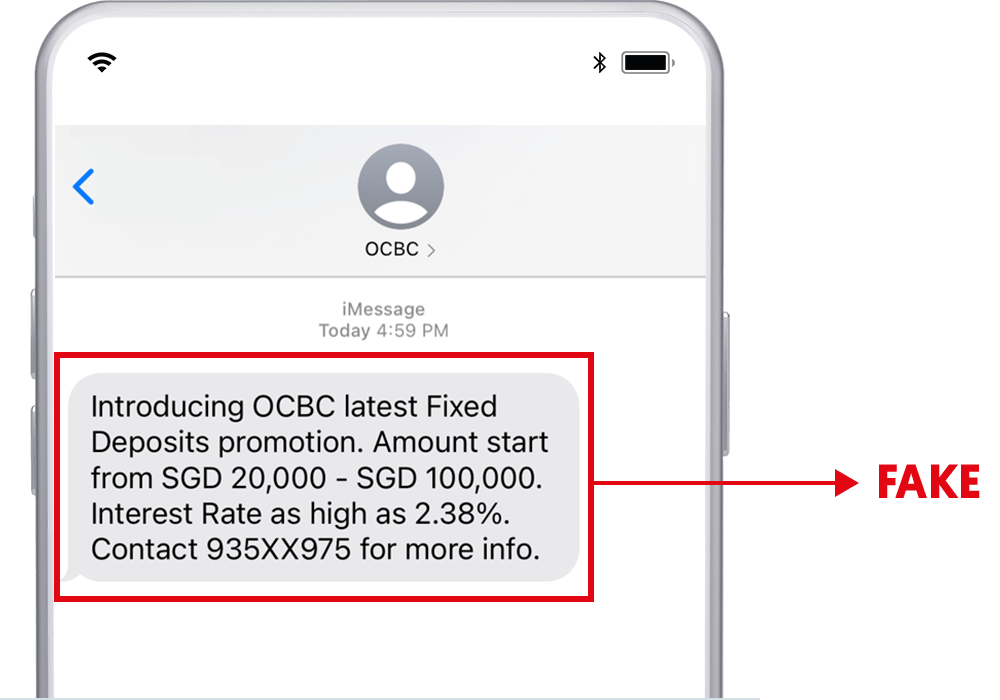 OCBC
iMessage
Today 4:59 PM
Introducing OCBC latest Fixed
Deposits promotion. Amount start
from SGD 20,000 - SGD 100,000.
Interest Rate as high as 2.38%.
Contact 935XX975 for more info.
FAKE